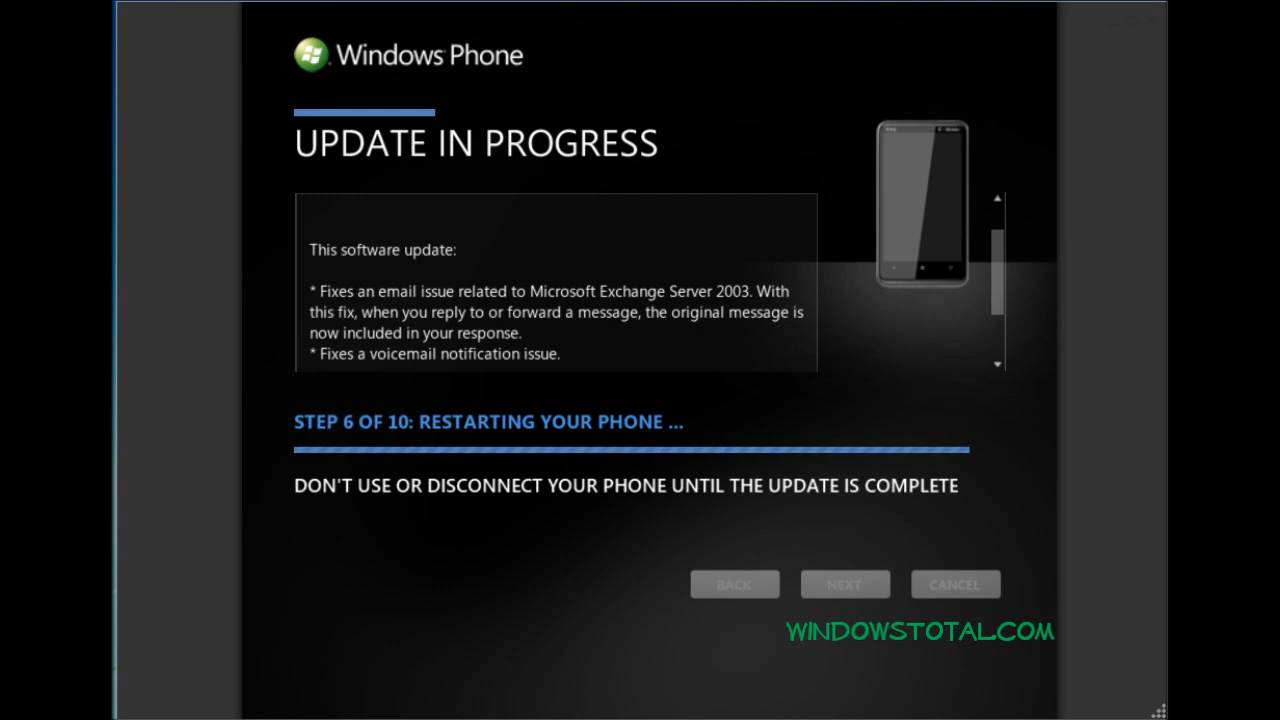 Windows Phone
UPDATE IN PROGRESS
This software update:
* Fixes an email issue related to Microsoft Exchange Server 2003. With
this fix, when you reply to or forward a message, the original message is
now included in your response.
* Fixes a voicemail notification issue.
STEP 6 OF 10: RESTARTING YOUR PHONE ...
DON'T USE OR DISCONNECT YOUR PHONE UNTIL THE UPDATE IS COMPLETE
BACK NEXT CANCEL
WINDOWSTOTAL.COM